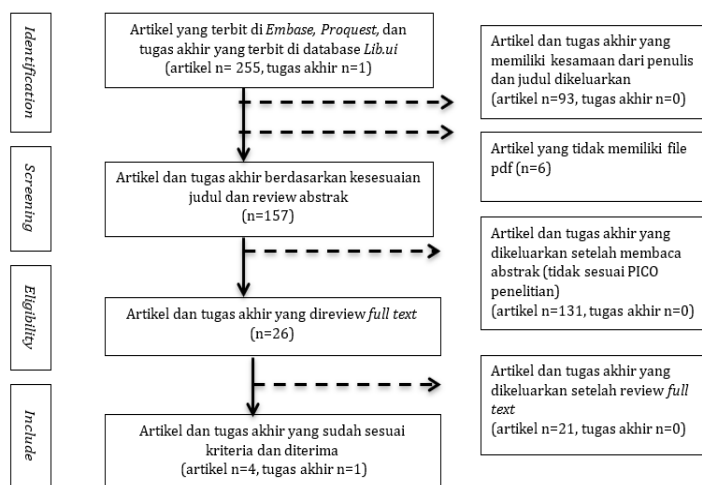 Identification
Artikel yang terbit di Embase, Proquest, dan
tugas akhir yang terbit di database Lib.ui
(artikel n= 255, tugas akhir n=1)
Artikel dan tugas akhir yang
memiliki kesamaan dari penulis
dan judul dikeluarkan
(artikel n=93, tugas akhir n=0)
Artikel yang tidak memiliki file
pdf (n=6)
Screening
Artikel dan tugas akhir berdasarkan kesesuaian
judul dan review abstrak
(n=157)
Artikel dan tugas akhir yang
dikeluarkan setelah membaca
abstrak (tidak sesuai PICO
penelitian)
(artikel n=131, tugas akhir n=0)
Eligibility
Artikel dan tugas akhir yang direview full text
(n=26)
Artikel dan tugas akhir yang
dikeluarkan setelah review full
text
(artikel n=21, tugas akhir n=0)
Include
Artikel dan tugas akhir yang sudah sesuai
kriteria dan diterima
(artikel n=4, tugas akhir n=1)